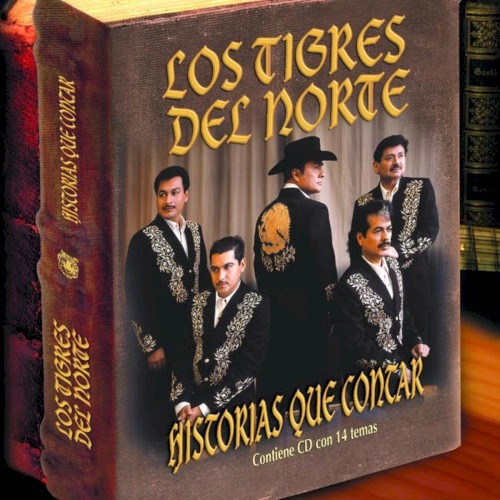 LOS TIGRES
DEL NORTE
HISTORIAS QUE CONTAR
Contiene CD con 14 temas
HISTORIAS QUE CONTAR
LOS TIGRES
DEL NORTE